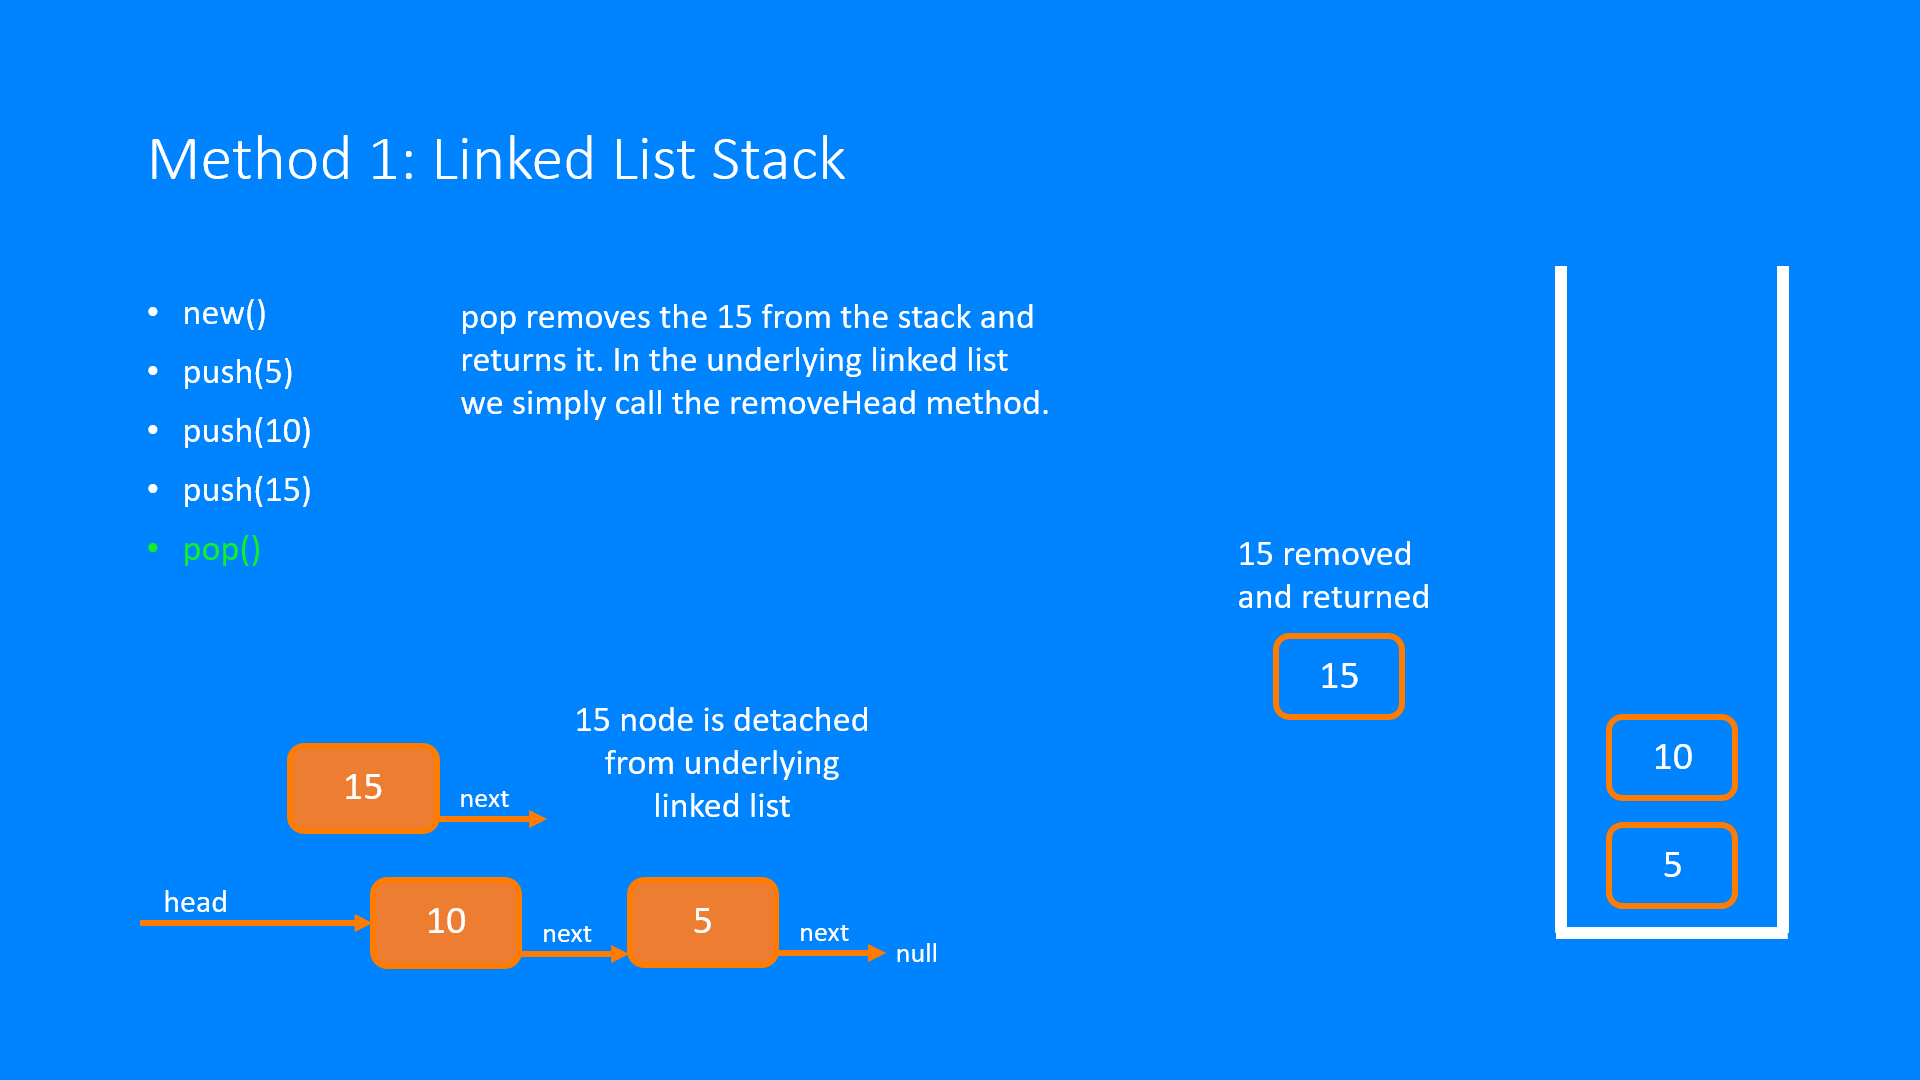 Method 1: Linked List Stack
• new()
• push(5)
• push(10)
• push(15)
• pop()
pop removes the 15 from the stack and
returns it. In the underlying linked list
we simply call the removeHead method.
15 removed
and returned
15
10
5
15 node is detached
from underlying
linked list
15
next
head
10
next
5
next
null